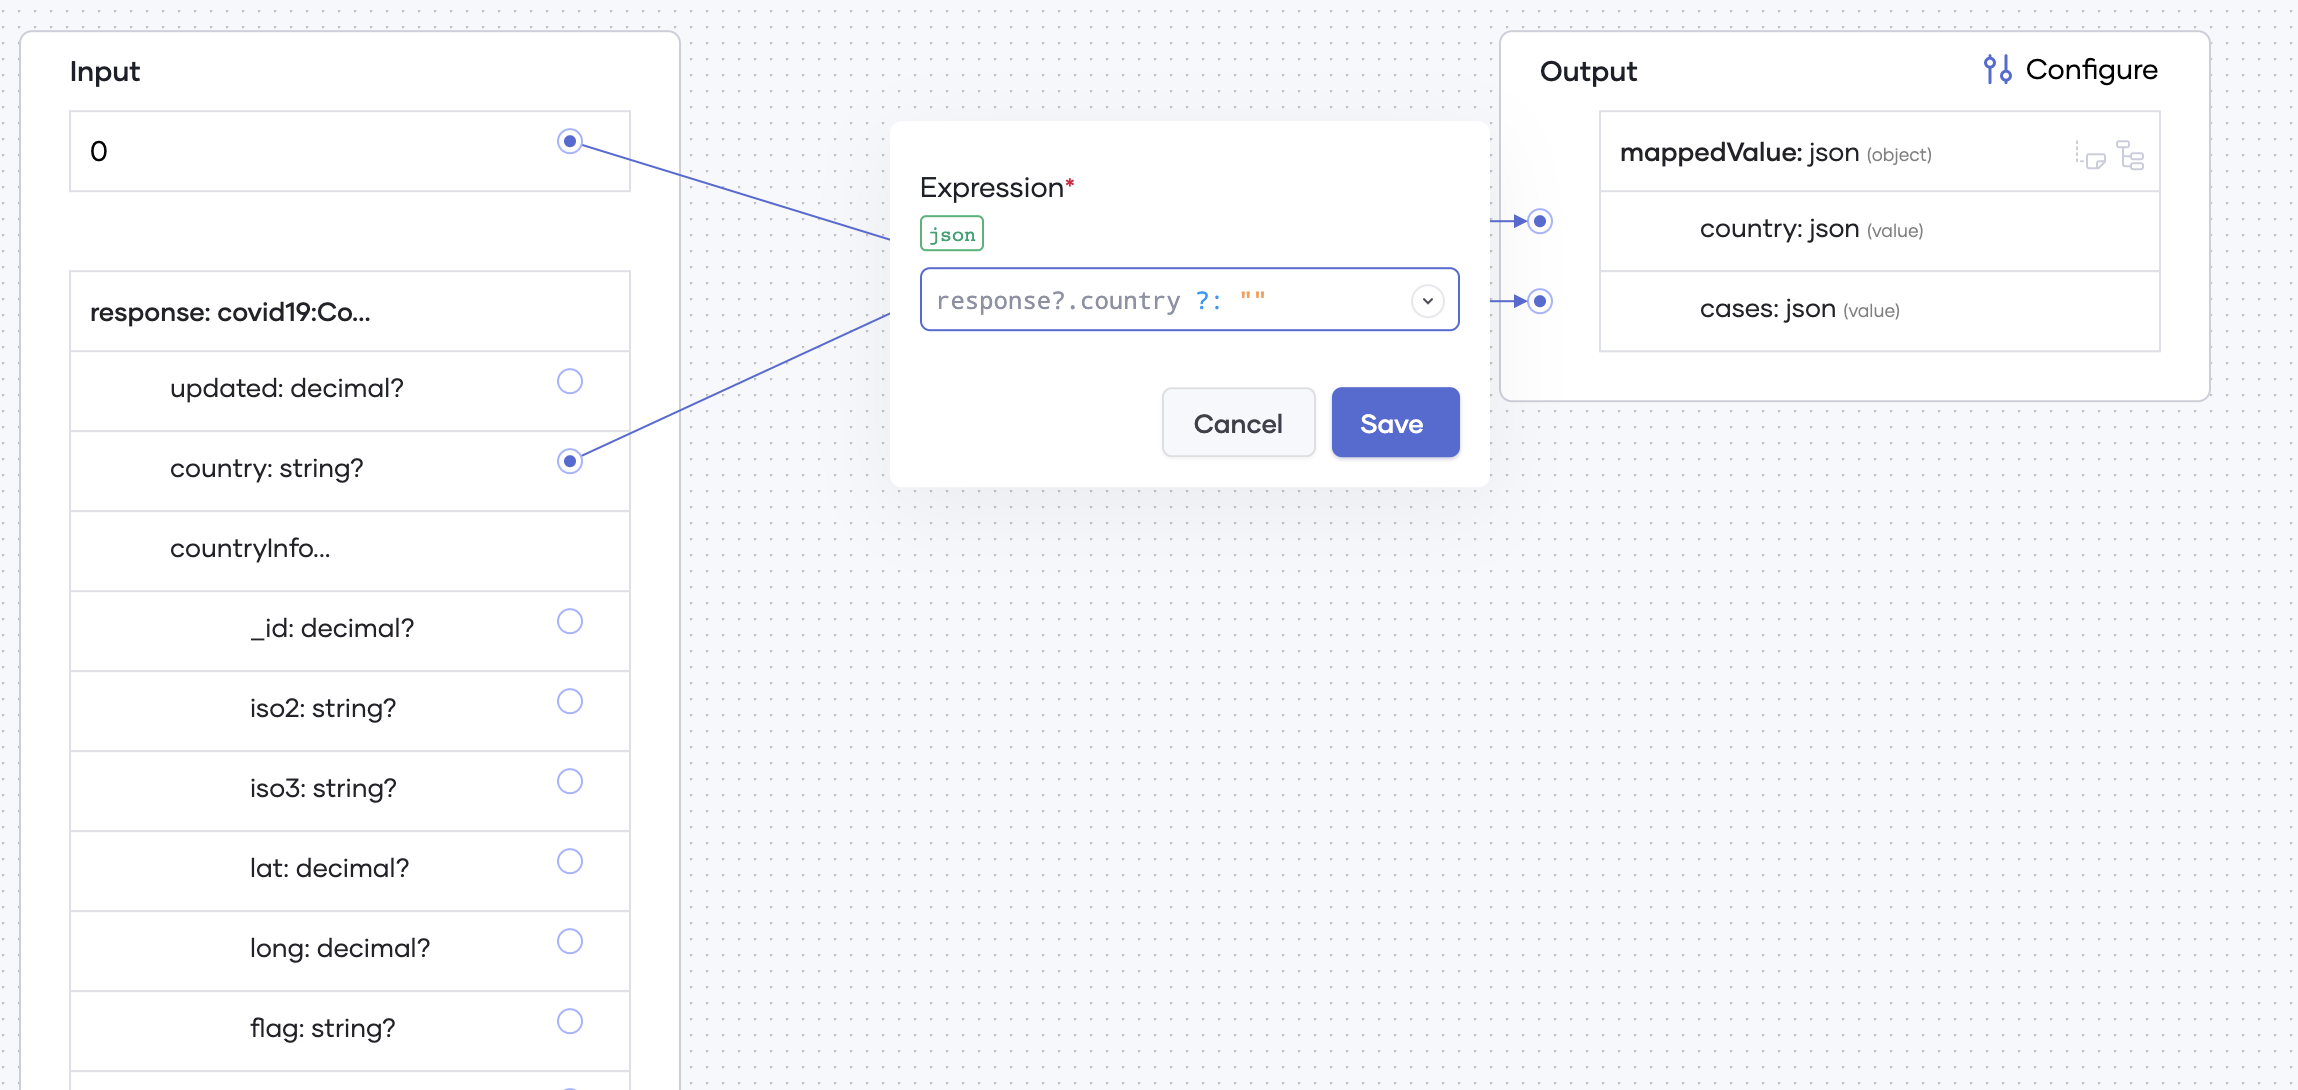 Input
0
response: covid19:Co...
updated: decimal?
country: string?
countryInfo...
_id: decimal?
iso2: string?
iso3: string?
lat: decimal?
long: decimal?
flag: string?
Expression*
json
response?.country ?: ""
Cancel
Save
Output
Configure
mappedValue: json (object)
country: json (value)
cases: json (value)